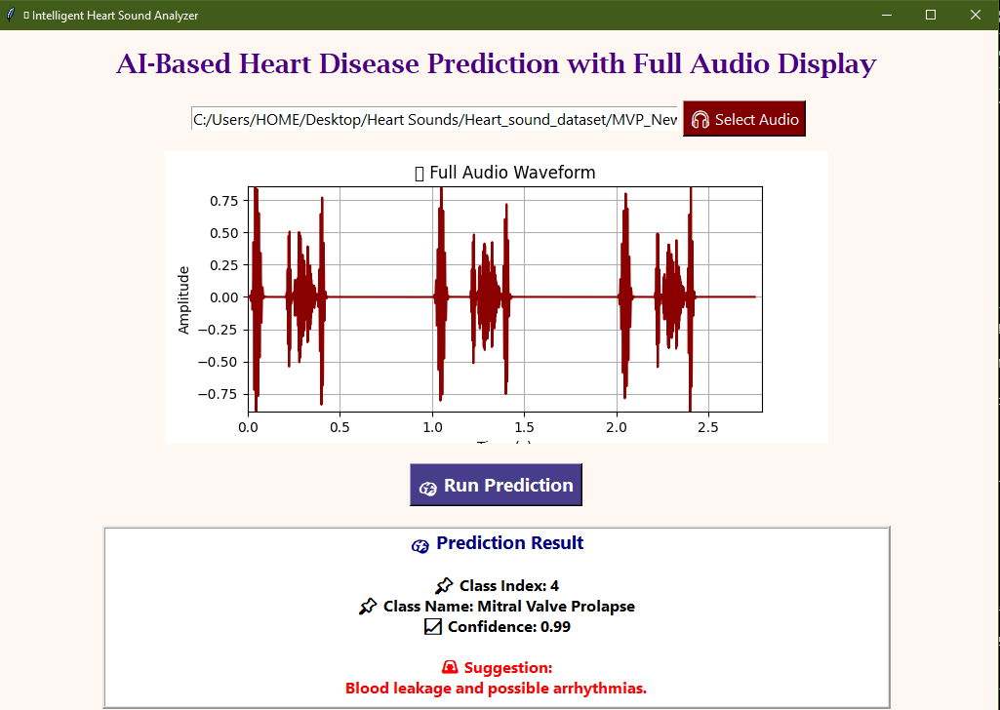 Intelligent Heart Sound Analyzer
AI-Based Heart Disease Prediction with Full Audio Display
C:/Users/HOME/Desktop/Heart Sounds/Heart_sound_dataset/MVP_New
Select Audio
Full Audio Waveform
Amplitude
0.75
0.50
0.25
0.00
−0.25
−0.50
−0.75
0.0 0.5 1.0 1.5 2.0 2.5
Run Prediction
Prediction Result
Class Index: 4
Class Name: Mitral Valve Prolapse
Confidence: 0.99
Suggestion:
Blood leakage and possible arrhythmias.